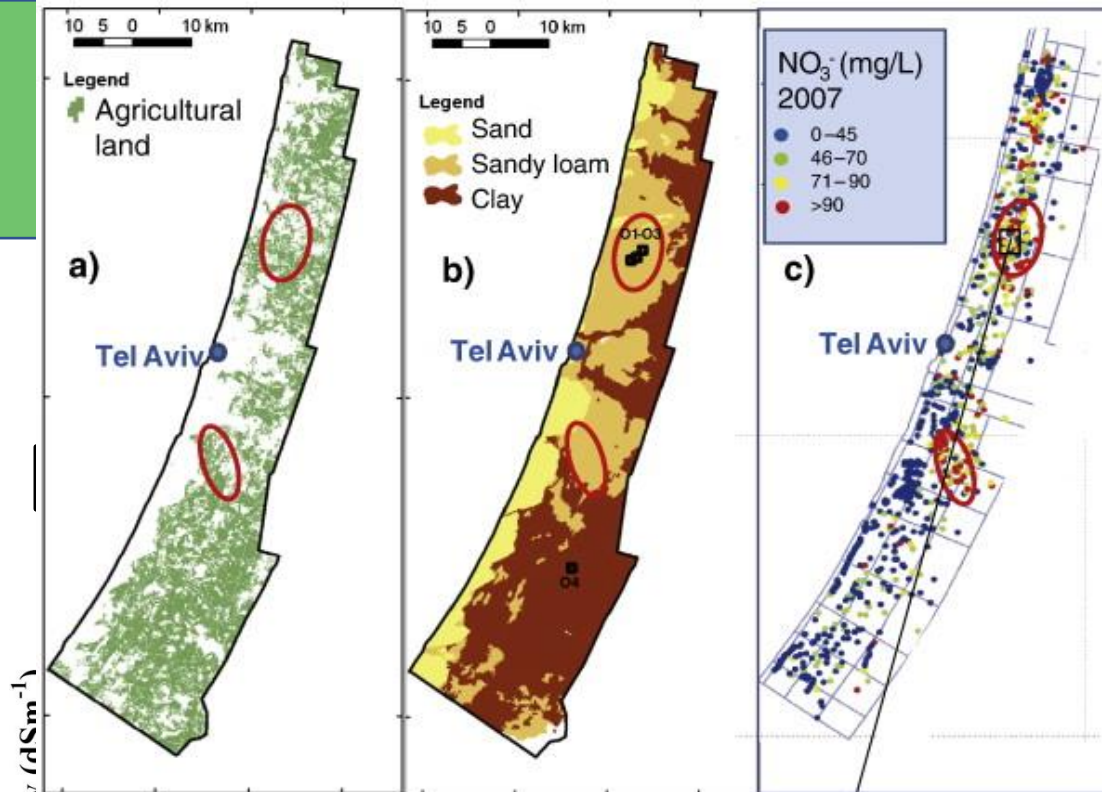 10 5 0 10 km
Legend
Agricultural
land
a)
Tel Aviv
10 5 0 10 km
Legend
Sand
Sandy loam
Clay
O1-O3
b)
Tel Aviv
O4
NO₃⁻ (mg/L)
2007
0–45
46–70
71–90
>90
c)
Tel Aviv
(dSm⁻¹)